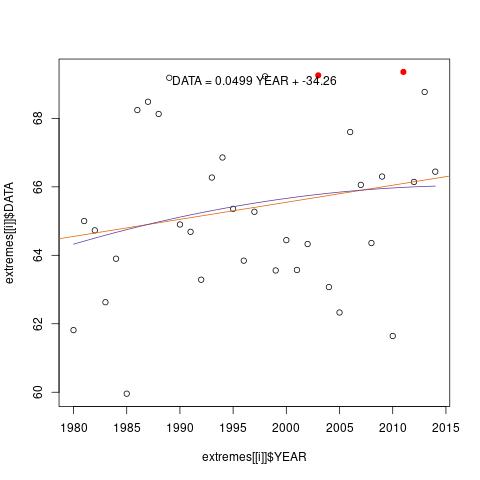 DATA = 0.0499 YEAR + -34.26
68
66
64
62
60
extremes[[i]]$DATA
1980 1985 1990 1995 2000 2005 2010 2015
extremes[[i]]$YEAR